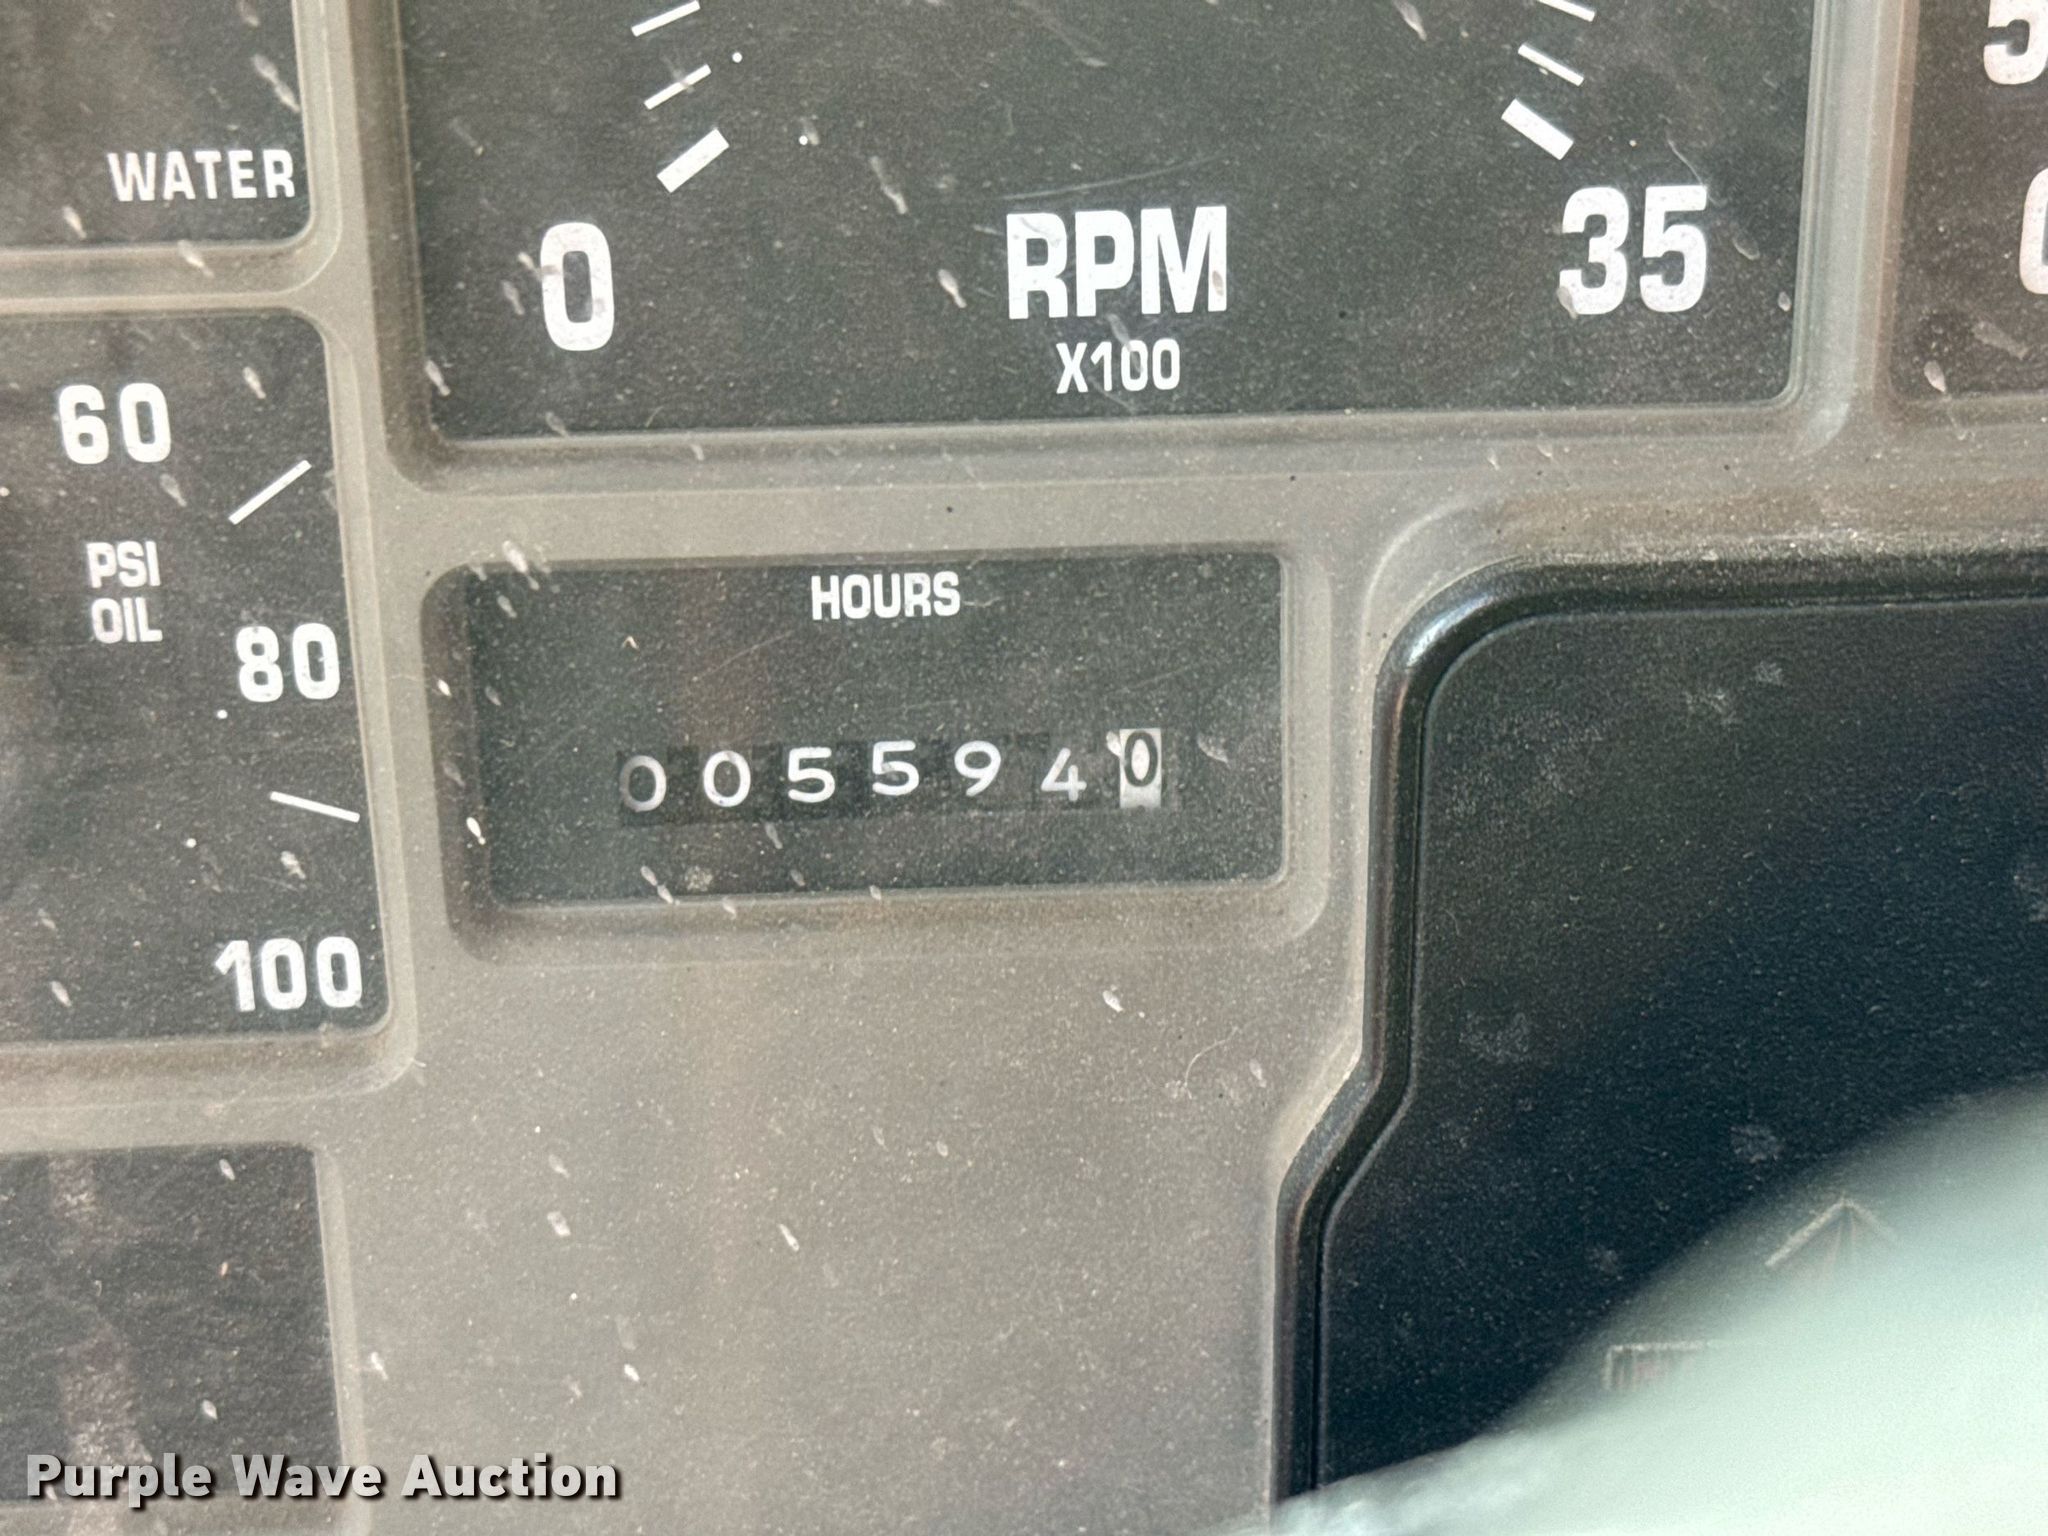 WATER
0
RPM
X100
35
60
PSI
OIL
80
100
HOURS
0055940
Purple Wave Auction